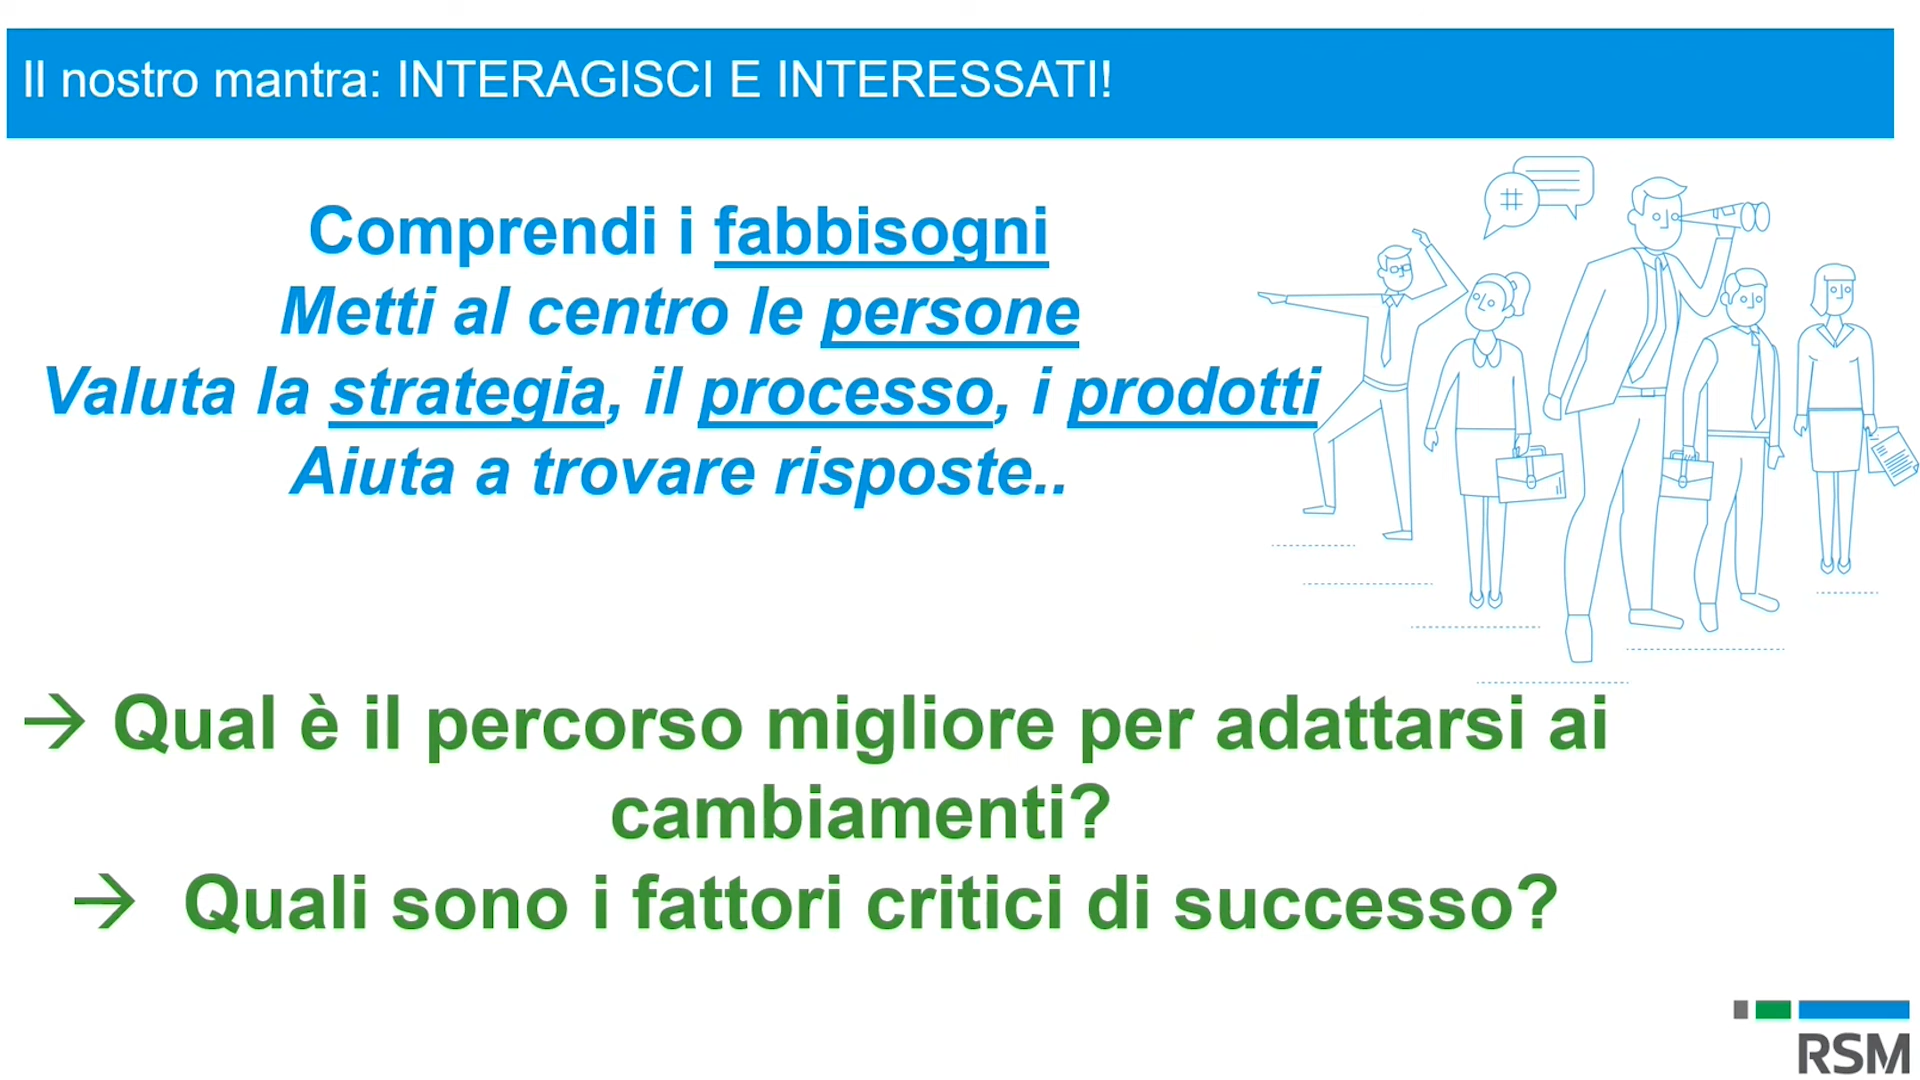 Il nostro mantra: INTERAGISCI E INTERESSATI!
#
Comprendi i fabbisogni
Metti al centro le persone
Valuta la strategia, il processo, i prodotti
Aiuta a trovare risposte..
→ Qual è il percorso migliore per adattarsi ai
cambiamenti?
→ Quali sono i fattori critici di successo?
RSM